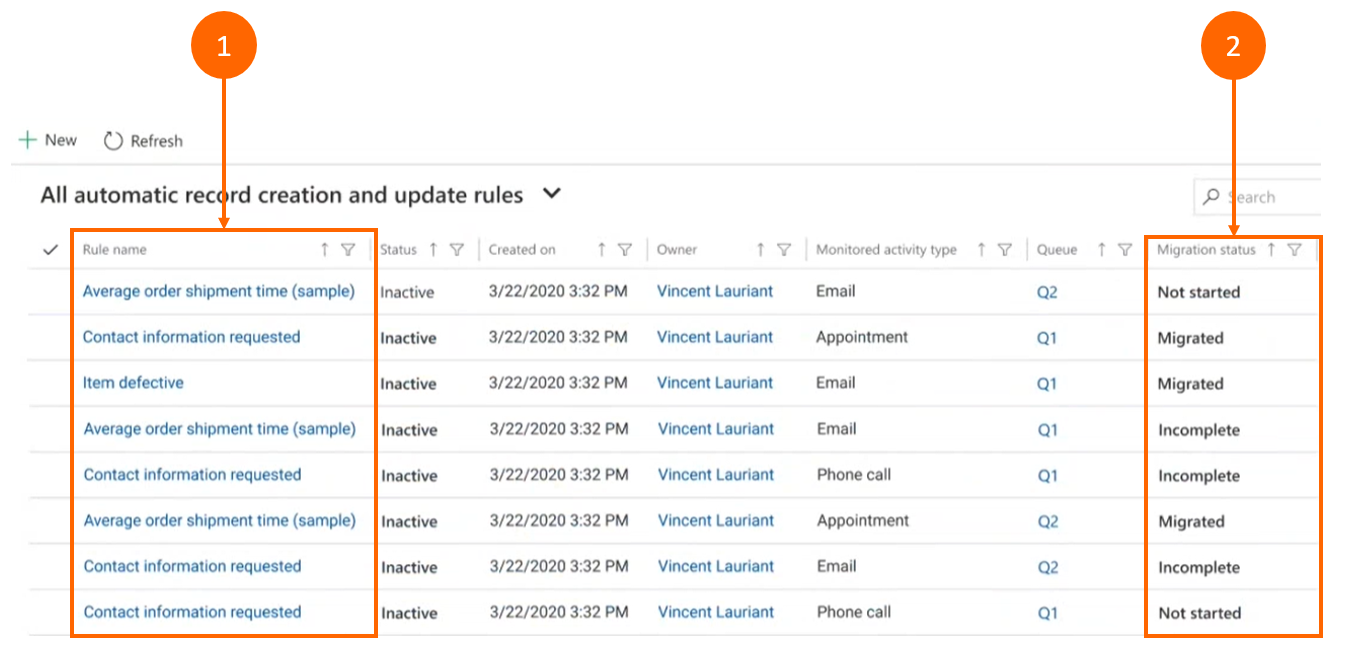 1 2
New Refresh
All automatic record creation and update rules Search
Rule name Status Created on Owner Monitored activity type Queue Migration status
Average order shipment time (sample) Inactive 3/22/2020 3:32 PM Vincent Lauriant Email Q2 Not started
Contact information requested Inactive 3/22/2020 3:32 PM Vincent Lauriant Appointment Q1 Migrated
Item defective Inactive 3/22/2020 3:32 PM Vincent Lauriant Email Q1 Migrated
Average order shipment time (sample) Inactive 3/22/2020 3:32 PM Vincent Lauriant Email Q1 Incomplete
Contact information requested Inactive 3/22/2020 3:32 PM Vincent Lauriant Phone call Q1 Incomplete
Average order shipment time (sample) Inactive 3/22/2020 3:32 PM Vincent Lauriant Appointment Q2 Migrated
Contact information requested Inactive 3/22/2020 3:32 PM Vincent Lauriant Email Q2 Incomplete
Contact information requested Inactive 3/22/2020 3:32 PM Vincent Lauriant Phone call Q1 Not started